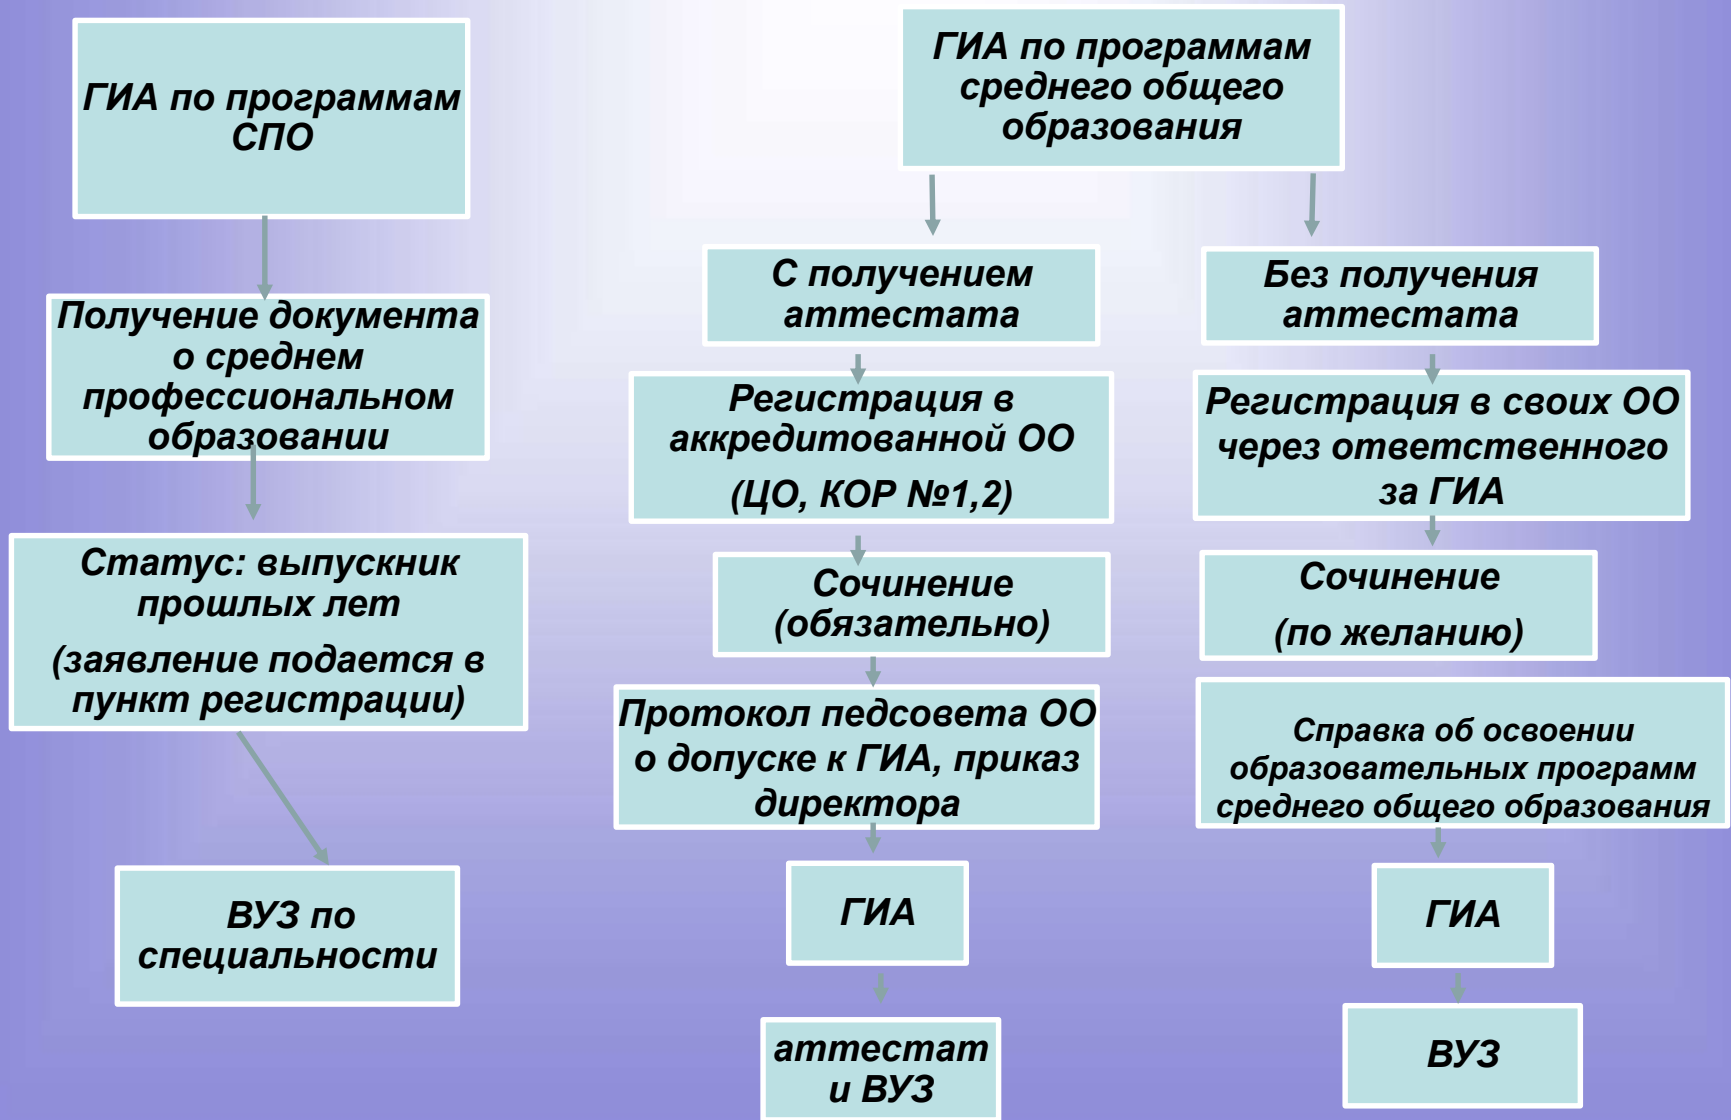 ГИА по программам
СПО
Получение документа
о среднем
профессиональном
образовании
Статус: выпускник
прошлых лет
(заявление подается в
пункт регистрации)
ВУЗ по
специальности
ГИА по программам
среднего общего
образования
С получением
аттестата
Регистрация в
аккредитованной ОО
(ЦО, КОР №1,2)
Сочинение
(обязательно)
Протокол педсовета ОО
о допуске к ГИА, приказ
директора
ГИА
аттестат
и ВУЗ
Без получения
аттестата
Регистрация в своих ОО
через ответственного
за ГИА
Сочинение
(по желанию)
Справка об освоении
образовательных программ
среднего общего образования
ГИА
ВУЗ